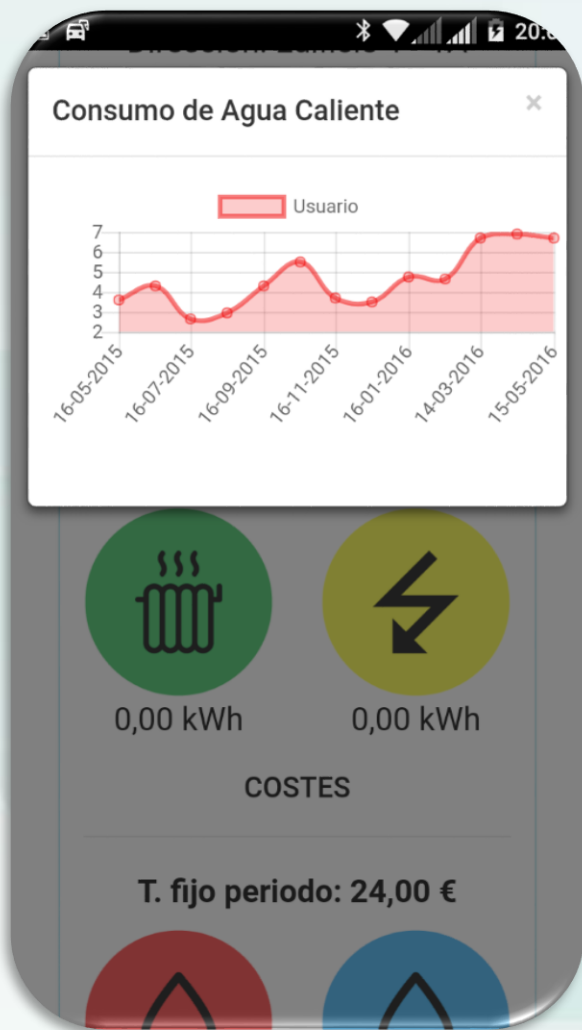 Consumo de Agua Caliente
×
Usuario
7
6
5
4
3
2
16-05-2015
16-07-2015
16-09-2015
16-11-2015
16-01-2016
14-03-2016
15-05-2016
0,00 kWh
0,00 kWh
COSTES
T. fijo periodo: 24,00 €